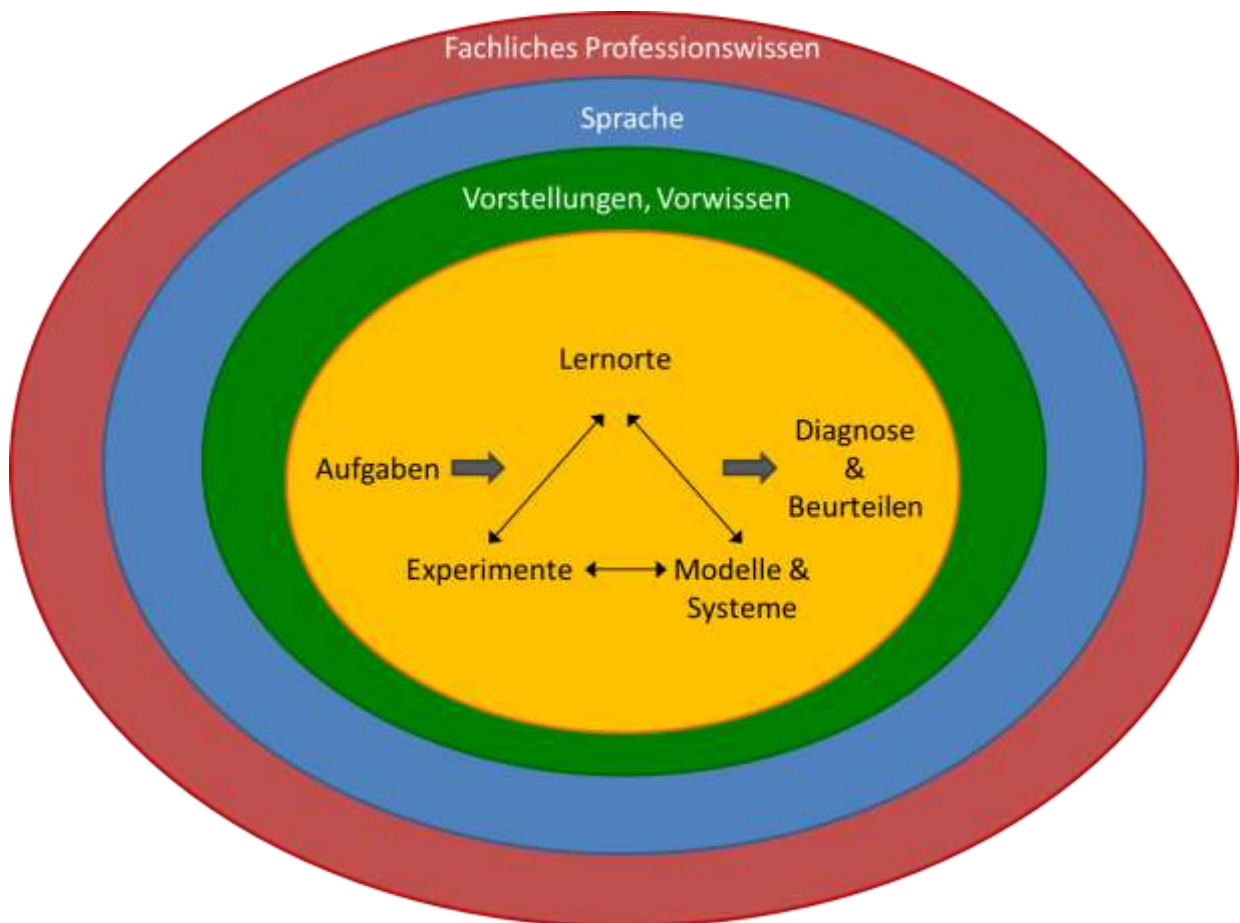 Fachliches Professionswissen
Sprache
Vorstellungen, Vorwissen
Lernorte
Aufgaben
Diagnose
&
Beurteilen
Experimente
Modelle &
Systeme